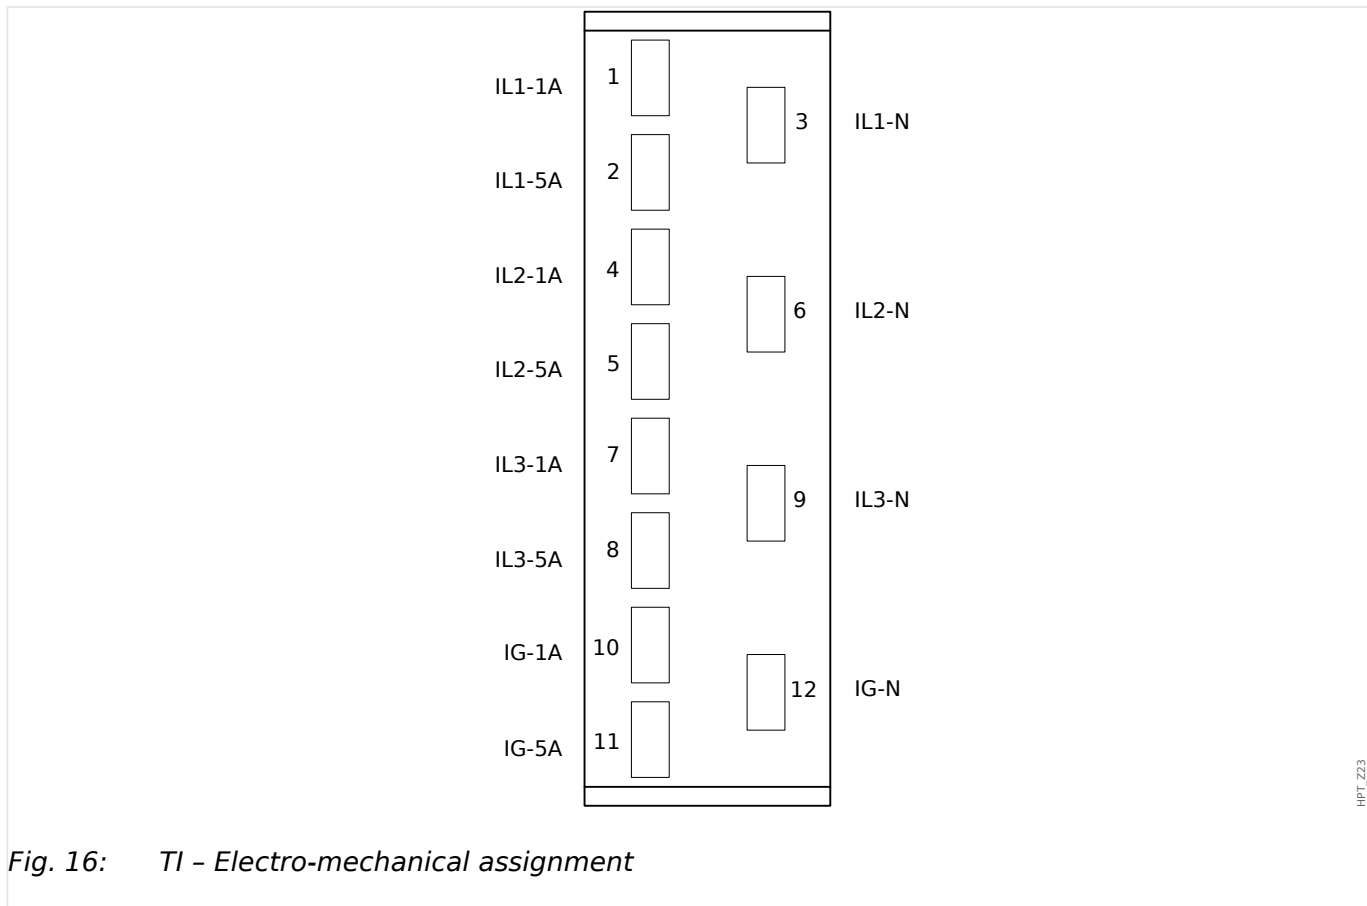 IL1-1A 1
3 IL1-N
IL1-5A 2
IL2-1A 4
6 IL2-N
IL2-5A 5
IL3-1A 7
9 IL3-N
IL3-5A 8
IG-1A 10
12 IG-N
IG-5A 11
HPT_Z23
Fig. 16: TI – Electro-mechanical assignment